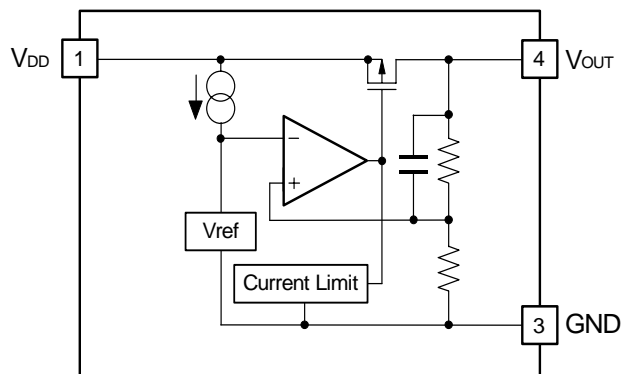 VDD 1
4 VOUT
−
+
Vref
Current Limit
3 GND